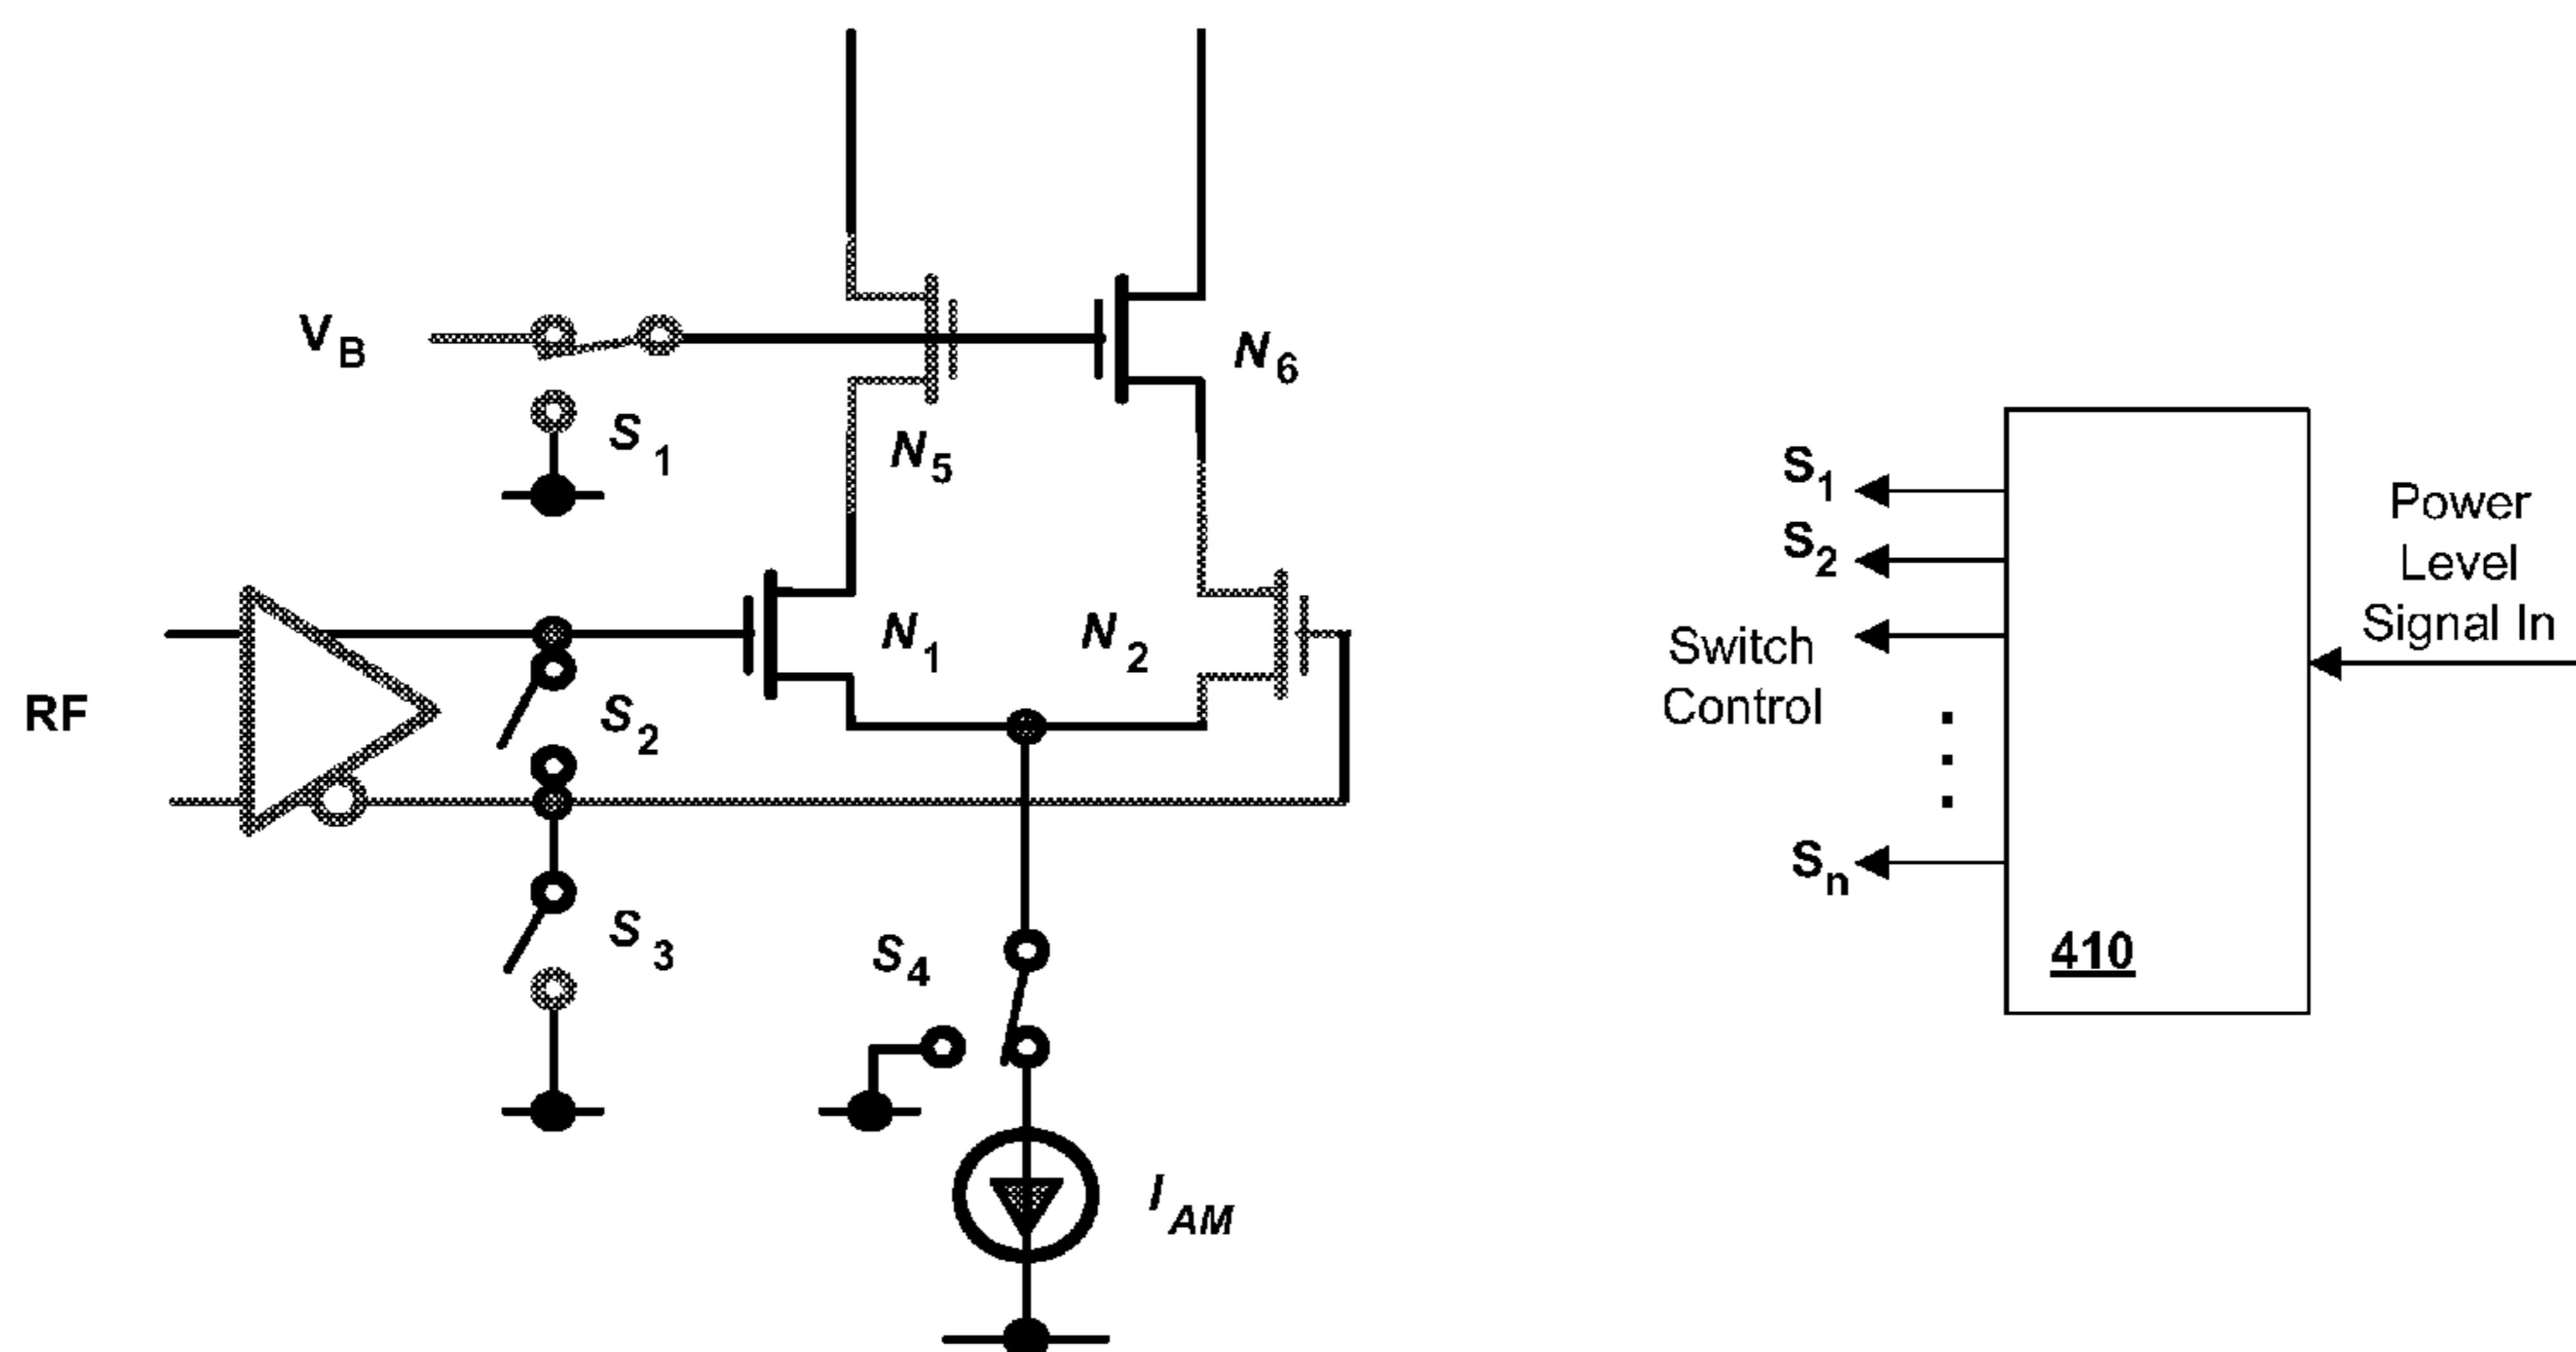 VB
S1
N5
N6
RF
S2
N1
N2
S3
S4
IAM
S1
S2
Switch
Control
Sn
410
Power
Level
Signal In